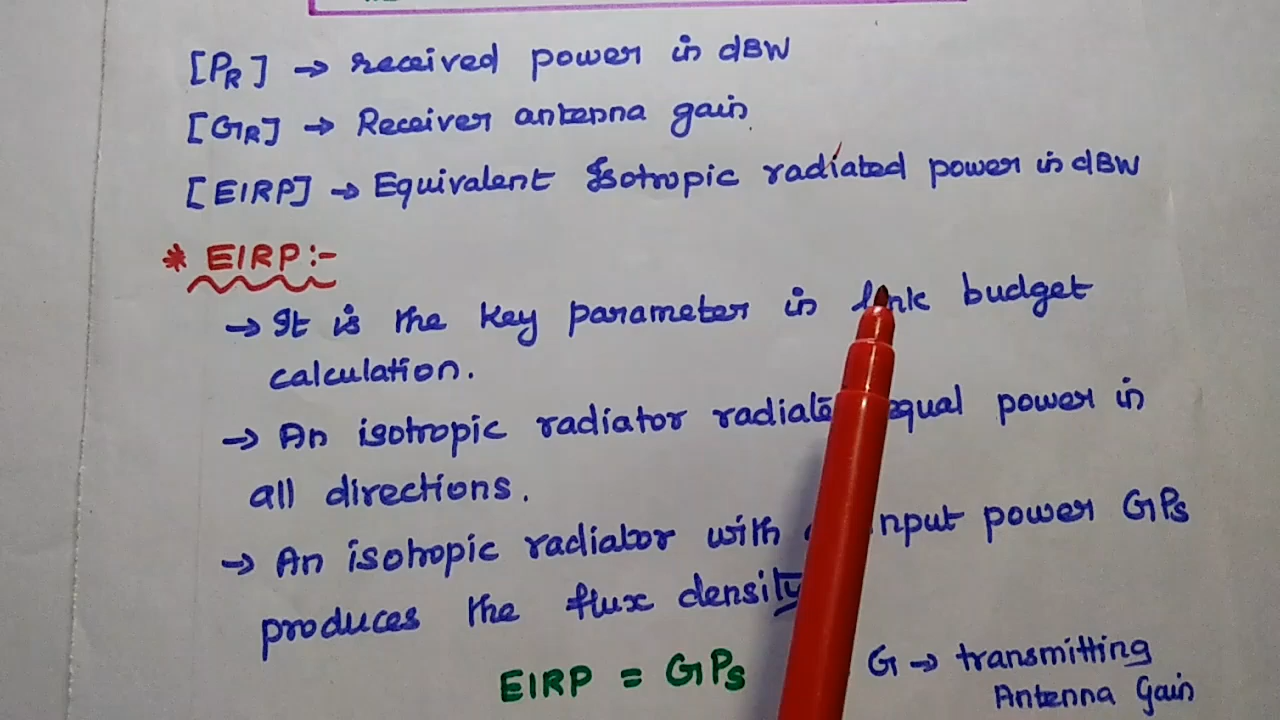 [PR] → received power in dBW
[GR] → Receiver antenna gain
[EIRP] → Equivalent Isotropic radiated power in dBW
* EIRP:-
→ It is the key parameter in link budget
calculation.
→ An isotropic radiator equal power in
all directions.
→ An isotropic radiator with input power GPs
produces the flux density
EIRP = GPs
G → transmitting
Antenna Gain